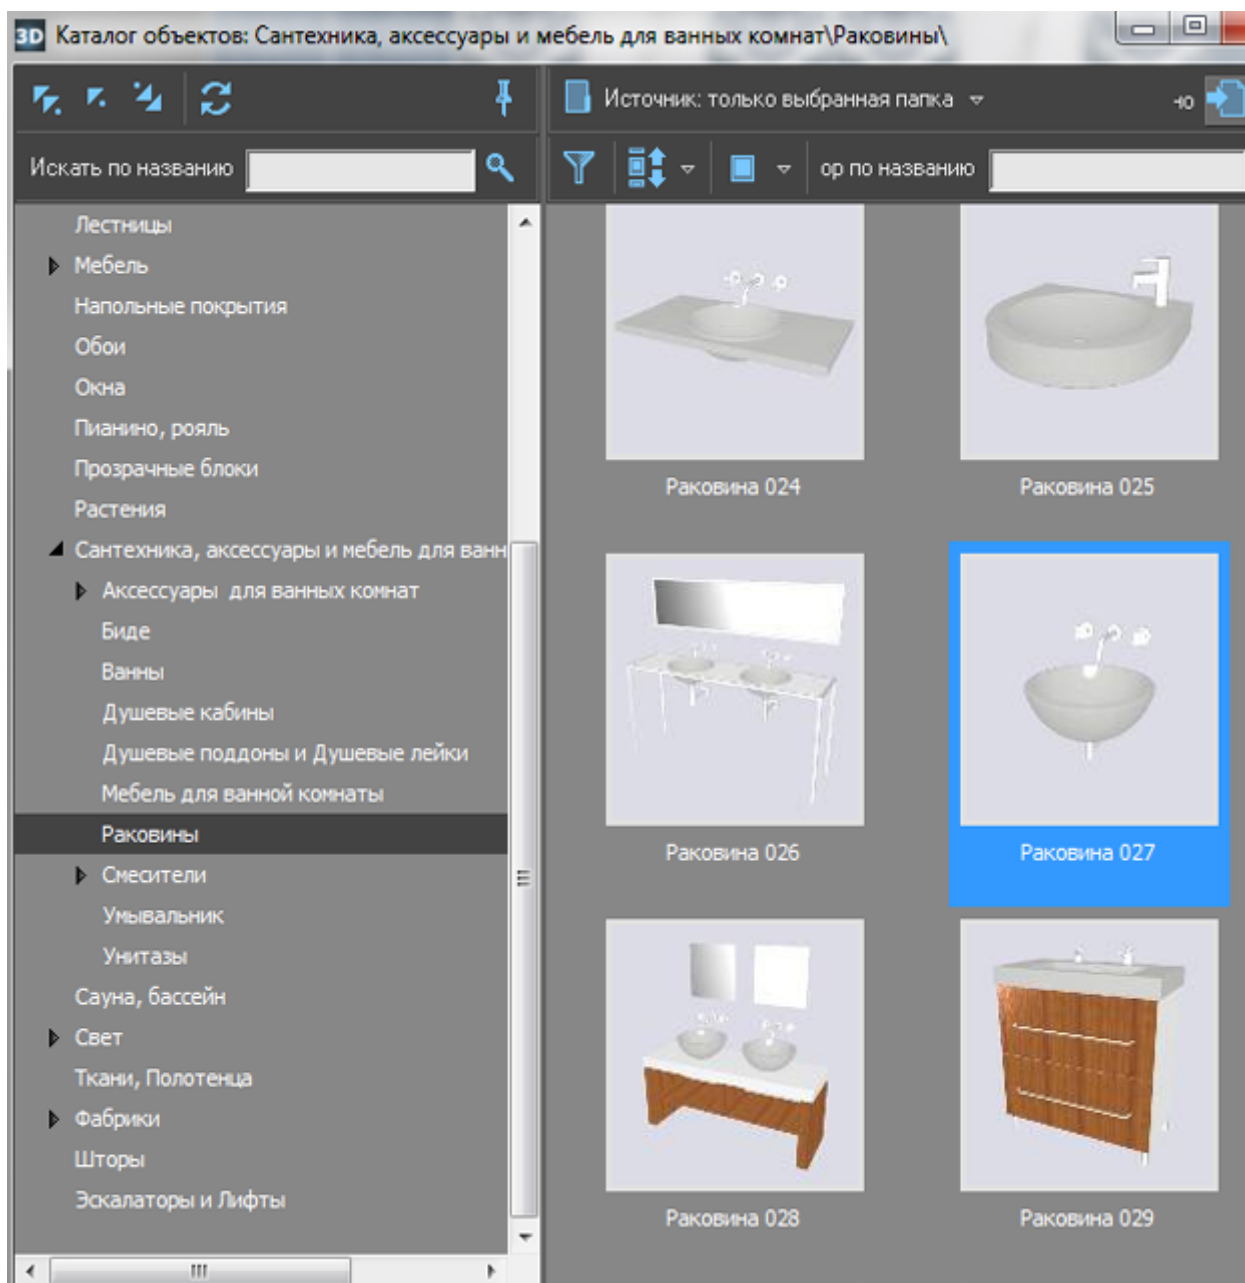 3D Каталог объектов: Сантехника, аксессуары и мебель для ванных комнат\Раковины\
Источник: только выбранная папка
ю
Искать по названию
ор по названию
Лестницы
Мебель
Напольные покрытия
Обои
Окна
Пианино, рояль
Прозрачные блоки
Растения
Сантехника, аксессуары и мебель для ванн
Аксессуары для ванных комнат
Биде
Ванны
Душевые кабины
Душевые поддоны и Душевые лейки
Мебель для ванной комнаты
Раковины
Смесители
Умывальник
Унитазы
Сауна, бассейн
Свет
Ткани, Полотенца
Фабрики
Шторы
Эскалаторы и Лифты
Раковина 024
Раковина 025
Раковина 026
Раковина 027
Раковина 028
Раковина 029